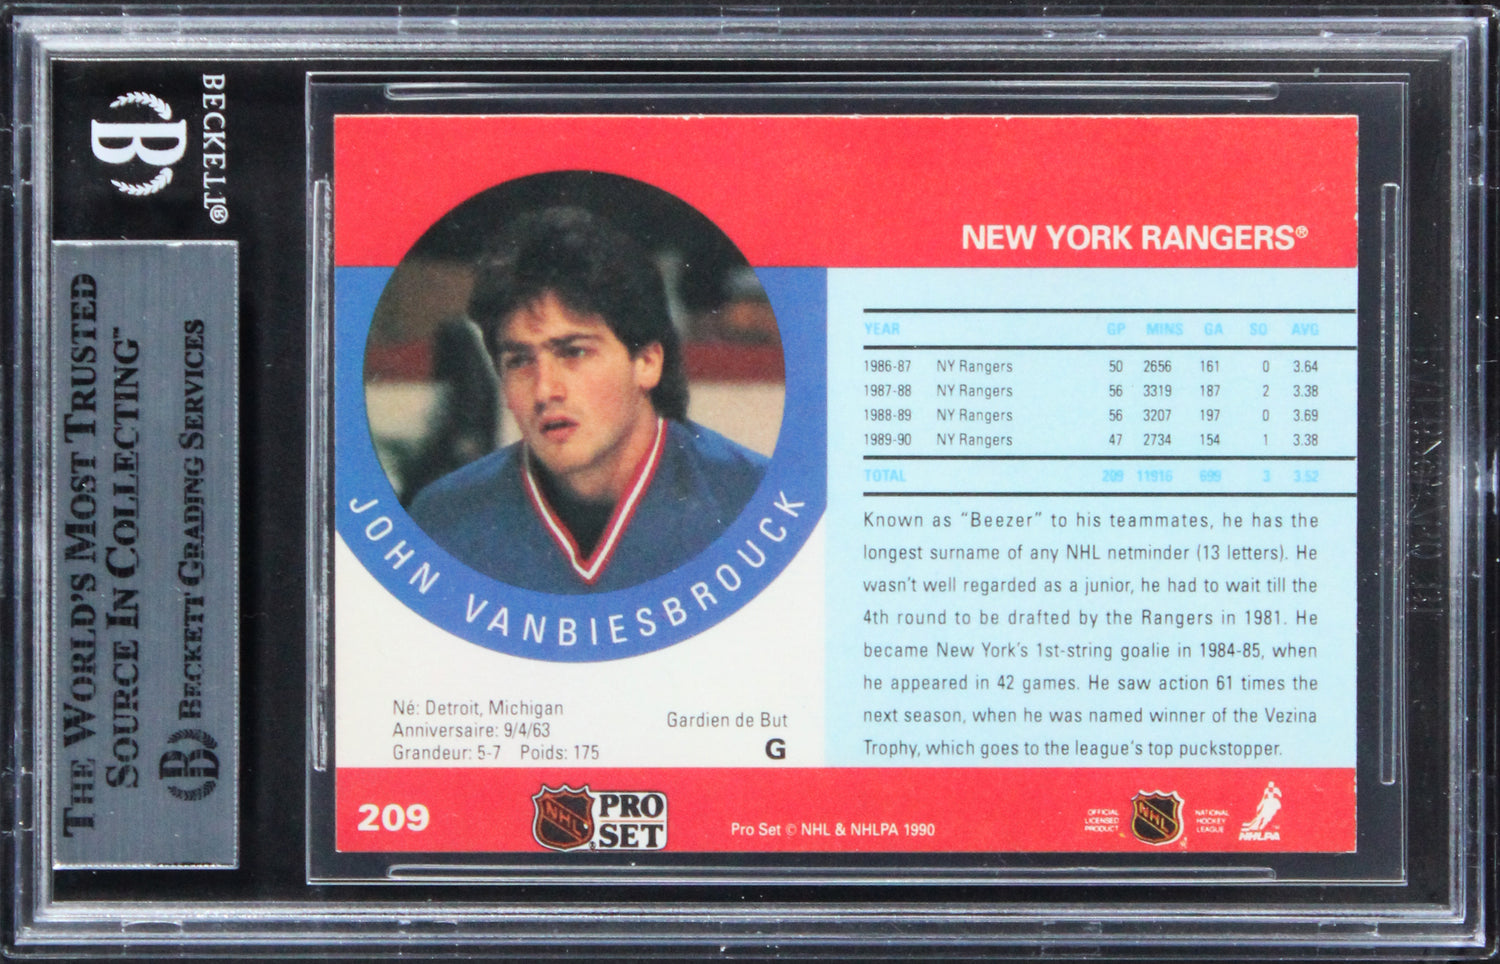 BECKETT®
THE WORLD'S MOST TRUSTED
SOURCE IN COLLECTING™
BECKETT GRADING SERVICES
NEW YORK RANGERS®
YEAR GP MINS GA SO AVG
1986-87 NY Rangers 50 2656 161 0 3.64
1987-88 NY Rangers 56 3319 187 2 3.38
1988-89 NY Rangers 56 3207 197 0 3.69
1989-90 NY Rangers 47 2734 154 1 3.38
TOTAL 209 11916 699 3 3.52
Known as "Beezer" to his teammates, he has the
longest surname of any NHL netminder (13 letters). He
wasn't well regarded as a junior, he had to wait till the
4th round to be drafted by the Rangers in 1981. He
became New York's 1st-string goalie in 1984-85, when
he appeared in 42 games. He saw action 61 times the
next season, when he was named winner of the Vezina
Trophy, which goes to the league's top puckstopper.
JOHN VANBIESBROUCK
Né: Detroit, Michigan
Anniversaire: 9/4/63
Grandeur: 5-7 Poids: 175
Gardien de But
G
209
NHL
PRO
SET
Pro Set © NHL & NHLPA 1990
OFFICIAL
LICENSED
PRODUCT
NHL
NATIONAL
HOCKEY
LEAGUE
NHLPA